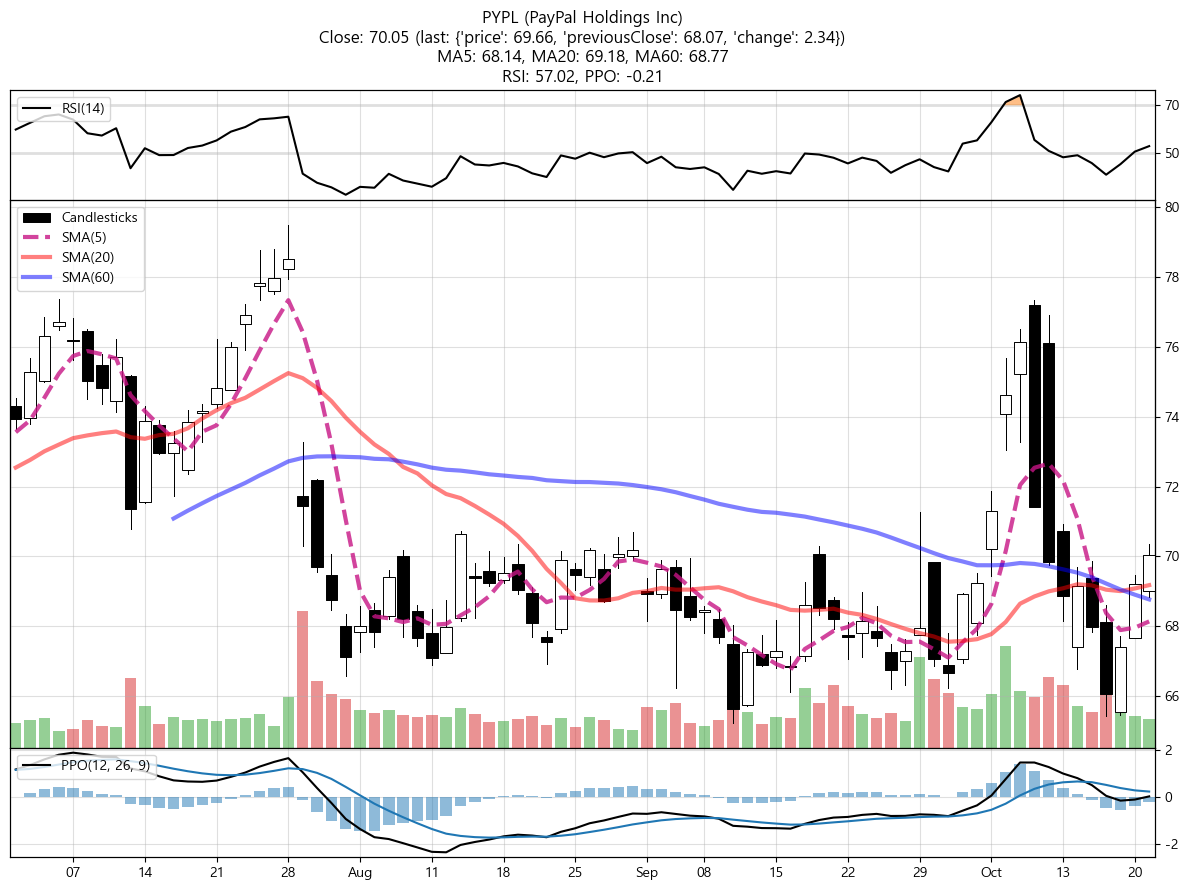 PYPL (PayPal Holdings Inc)
Close: 70.05 (last: {'price': 69.66, 'previousClose': 68.07, 'change': 2.34})
MA5: 68.14, MA20: 69.18, MA60: 68.77
RSI: 57.02, PPO: -0.21
RSI(14)
70
50
Candlesticks
SMA(5)
SMA(20)
SMA(60)
80
78
76
74
72
70
68
66
PPO(12, 26, 9)
2
0
-2
07 14 21 28 Aug 11 18 25 Sep 08 15 22 29 Oct 13 20